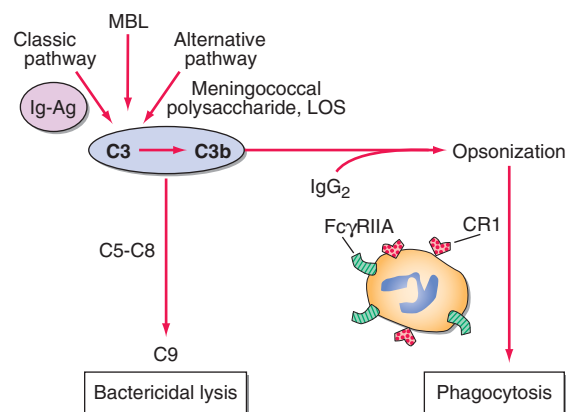 MBL
Classic
pathway
Alternative
pathway
Ig-Ag
Meningococcal
polysaccharide, LOS
C3
C3b
Opsonization
IgG₂
FcγRIIA
CR1
C5-C8
C9
Bactericidal lysis
Phagocytosis